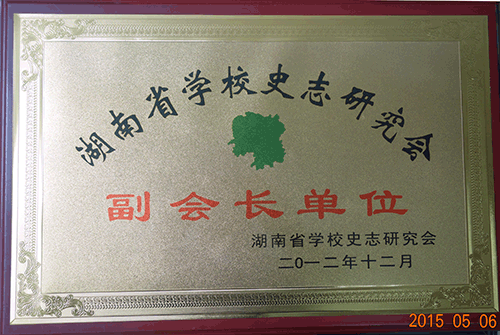 湖南省学校史志研究会
副会长单位
湖南省学校史志研究会
二〇一二年十二月
2015 05 06